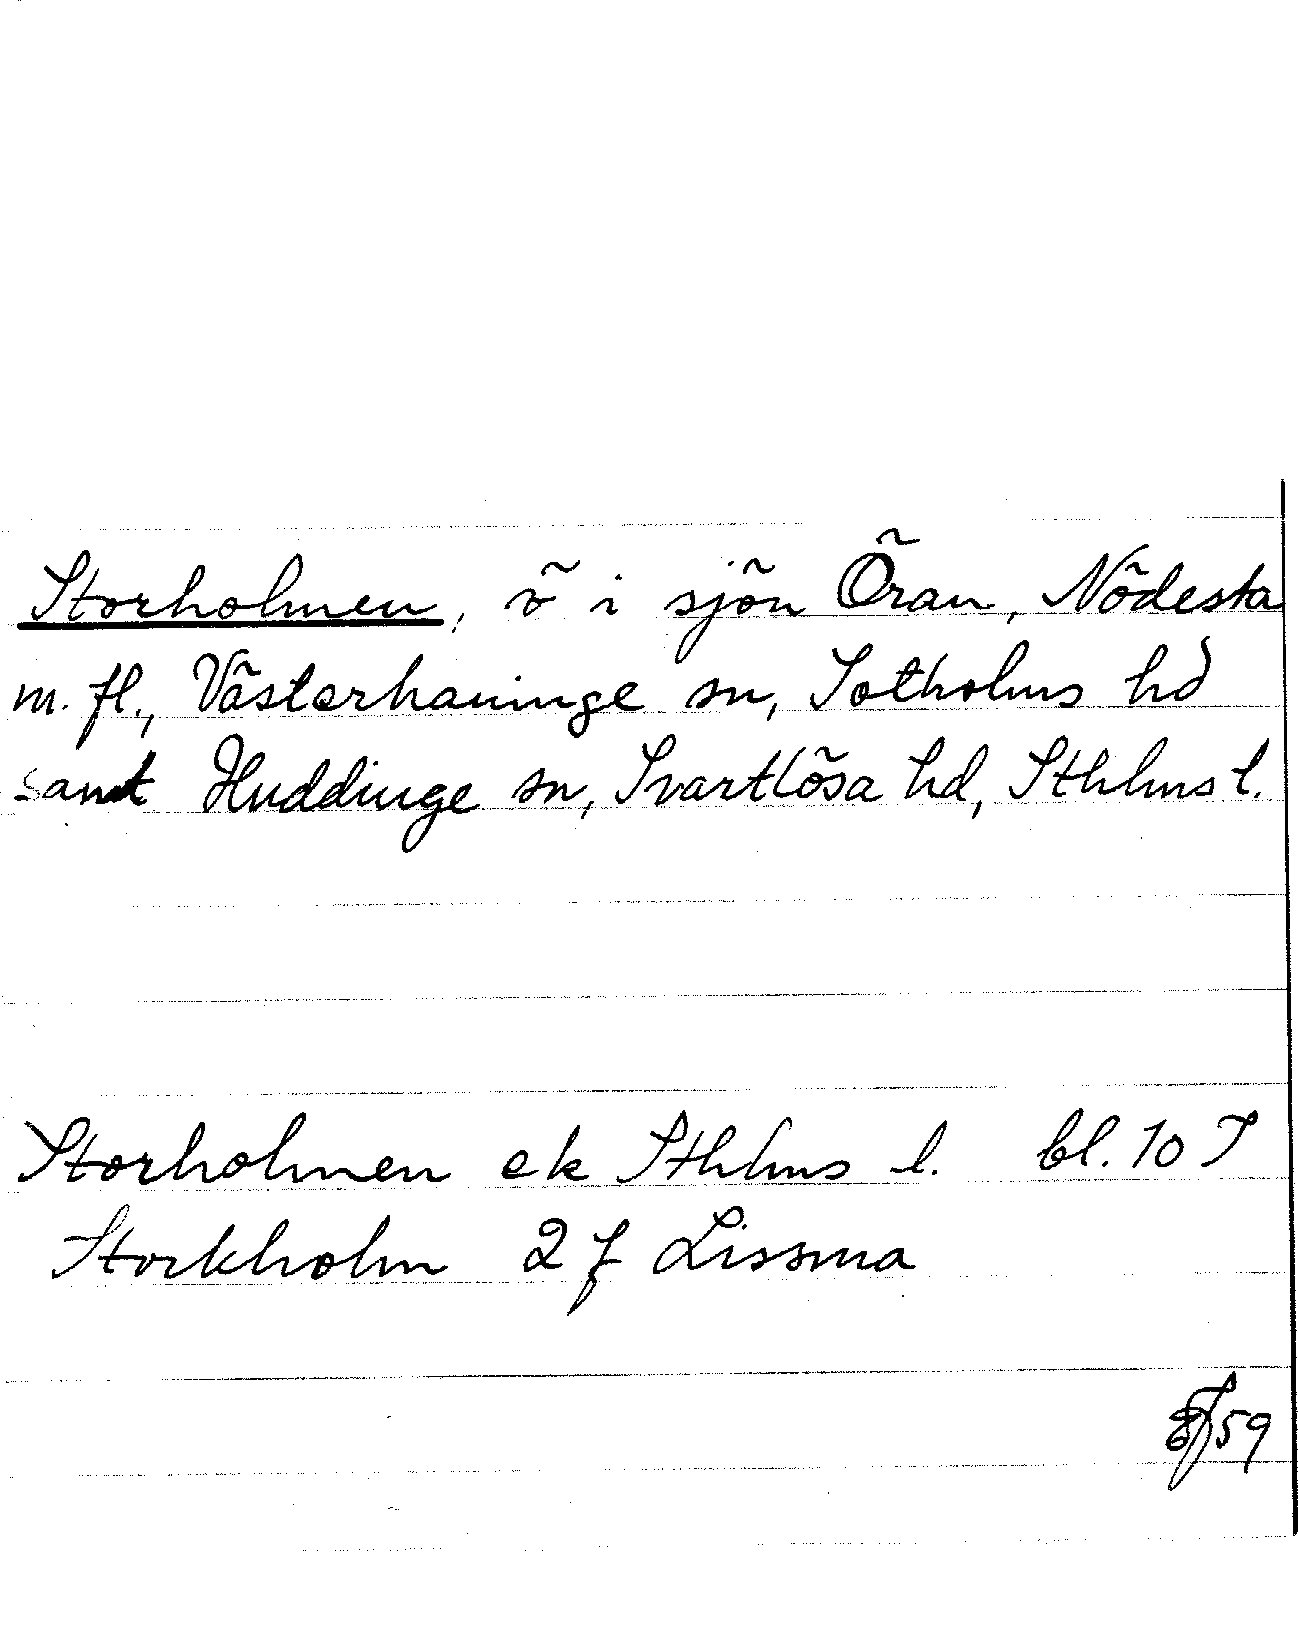 Storholmen, ö i sjön Öran, Nödesta
m. fl., Västerhaninge sn, Sotholms hd
samt Huddinge sn, Svartlösa hd, Sthlms l.
Storholmen ek Sthlms l. bl. 10 I
Storkholm 2 f Lissma
59